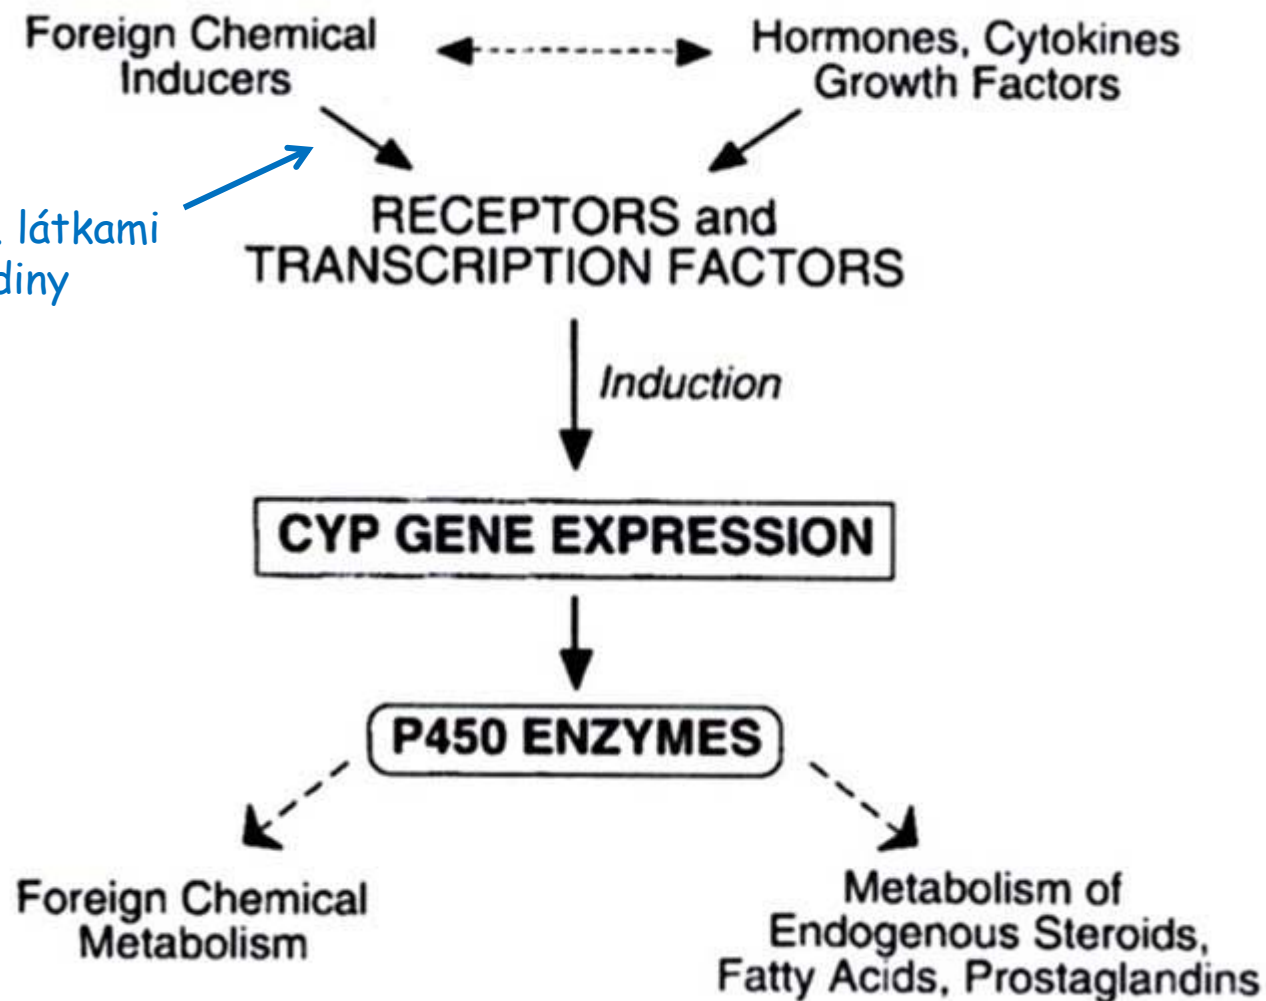 Foreign Chemical
Inducers
Hormones, Cytokines
Growth Factors
látkami
RECEPTORS and
TRANSCRIPTION FACTORS
Induction
CYP GENE EXPRESSION
P450 ENZYMES
Foreign Chemical
Metabolism
Metabolism of
Endogenous Steroids,
Fatty Acids, Prostaglandins